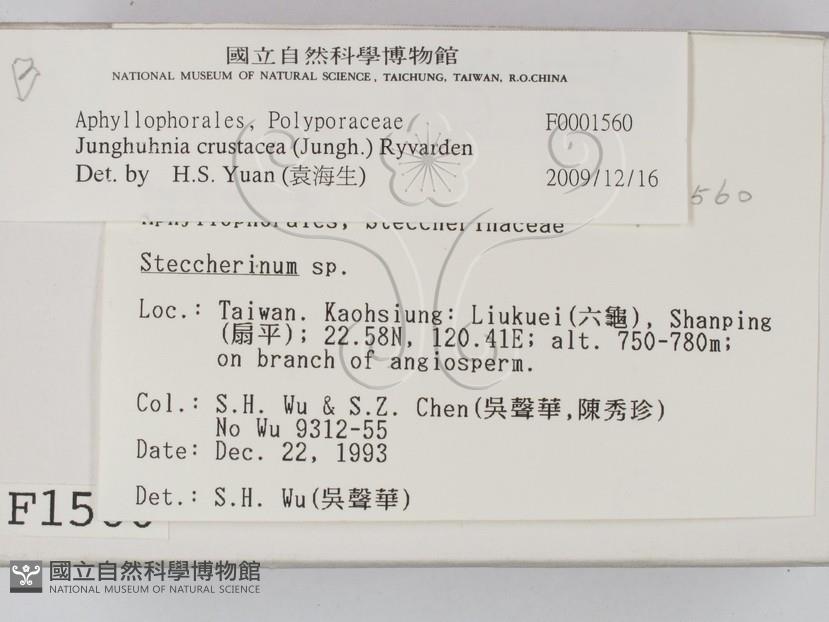 國立自然科學博物館
NATIONAL MUSEUM OF NATURAL SCIENCE, TAICHUNG, TAIWAN, R.O.CHINA
Aphyllophorales, Polyporaceae F0001560
Junghuhnia crustacea (Jungh.) Ryvarden
Det. by H.S. Yuan (袁海生) 2009/12/16
560
Aphyllophorales, Steccherinaceae
Steccherinum sp.
Loc.: Taiwan. Kaohsiung: Liukuei(六龜), Shanping
(扇平); 22.58N, 120.41E; alt. 750-780m;
on branch of angiosperm.
Col.: S.H. Wu & S.Z. Chen(吳聲華,陳秀珍)
No Wu 9312-55
Date: Dec. 22, 1993
Det.: S.H. Wu(吳聲華)
F1560
國立自然科學博物館
NATIONAL MUSEUM OF NATURAL SCIENCE